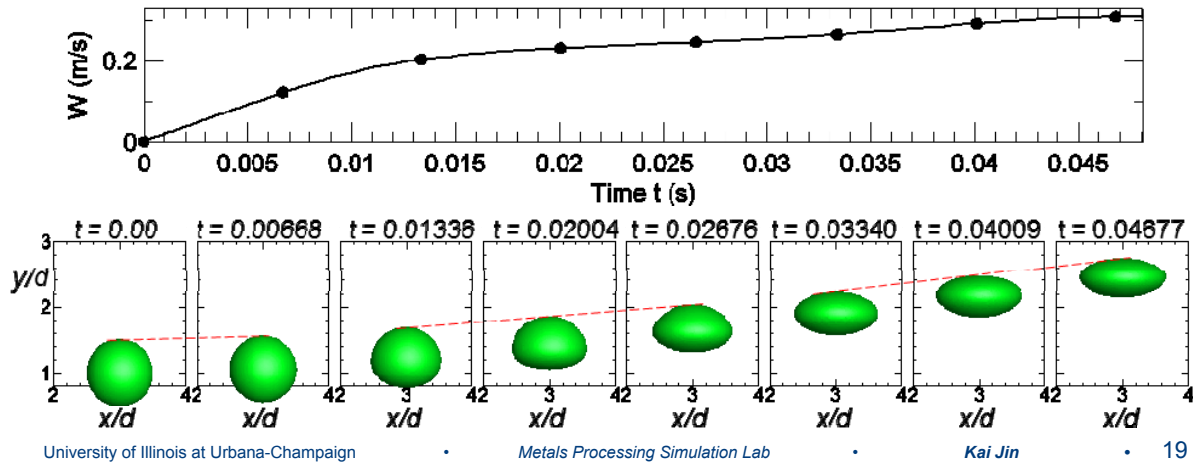 W (m/s)
0.2
0
0 0.005 0.01 0.015 0.02 0.025 0.03 0.035 0.04 0.045
Time t (s)
t = 0.00 t = 0.00668 t = 0.01336 t = 0.02004 t = 0.02676 t = 0.03340 t = 0.04009 t = 0.04677
3
y/d
2
1
2 3 42 3 42 3 42 3 42 3 42 3 42 3 42 3 4
x/d x/d x/d x/d x/d x/d x/d x/d
University of Illinois at Urbana-Champaign • Metals Processing Simulation Lab • Kai Jin • 19